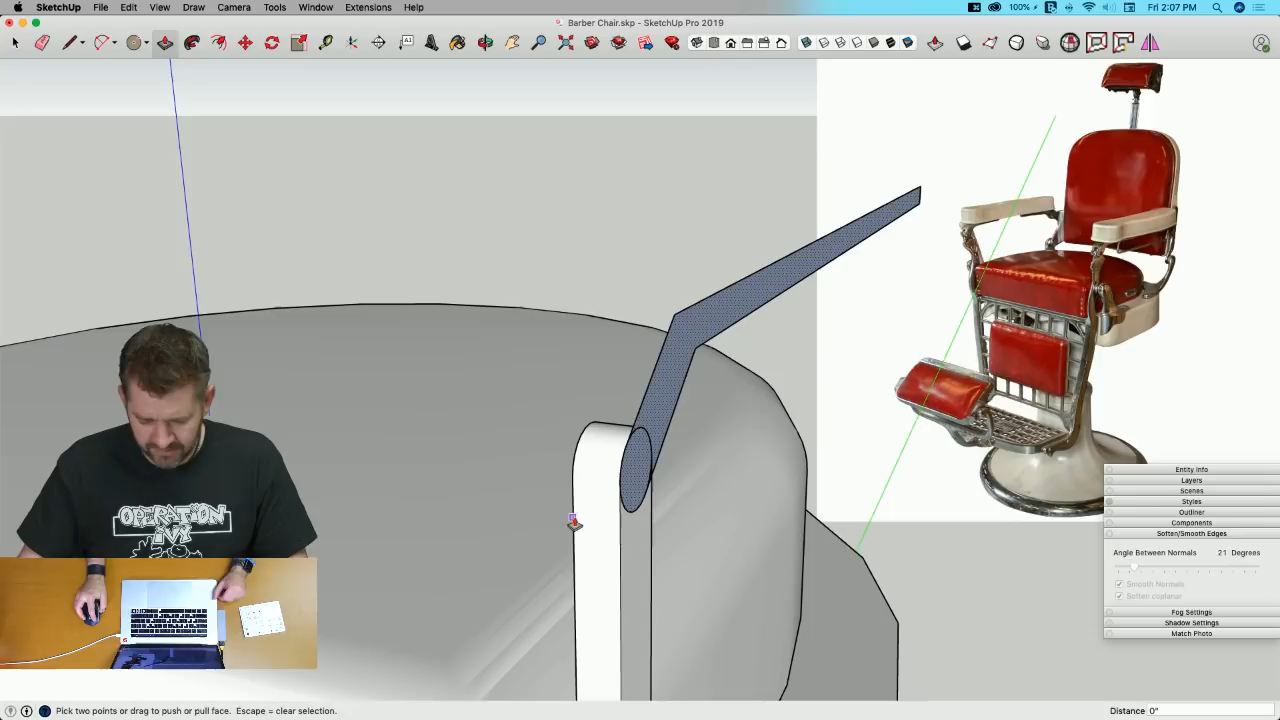 SketchUp File Edit View Draw Camera Tools Window Extensions Help 100% Fri 2:07 PM
Barber Chair.skp - SketchUp Pro 2019
A1
OPERATION
IVY
Entity Info
Layers
Scenes
Styles
Outliner
Components
Soften/Smooth Edges
Angle Between Normals 21 Degrees
Smooth Normals
Soften coplanar
Fog Settings
Shadow Settings
Match Photo
Pick two points or drag to push or pull face. Escape = clear selection. Distance 0"